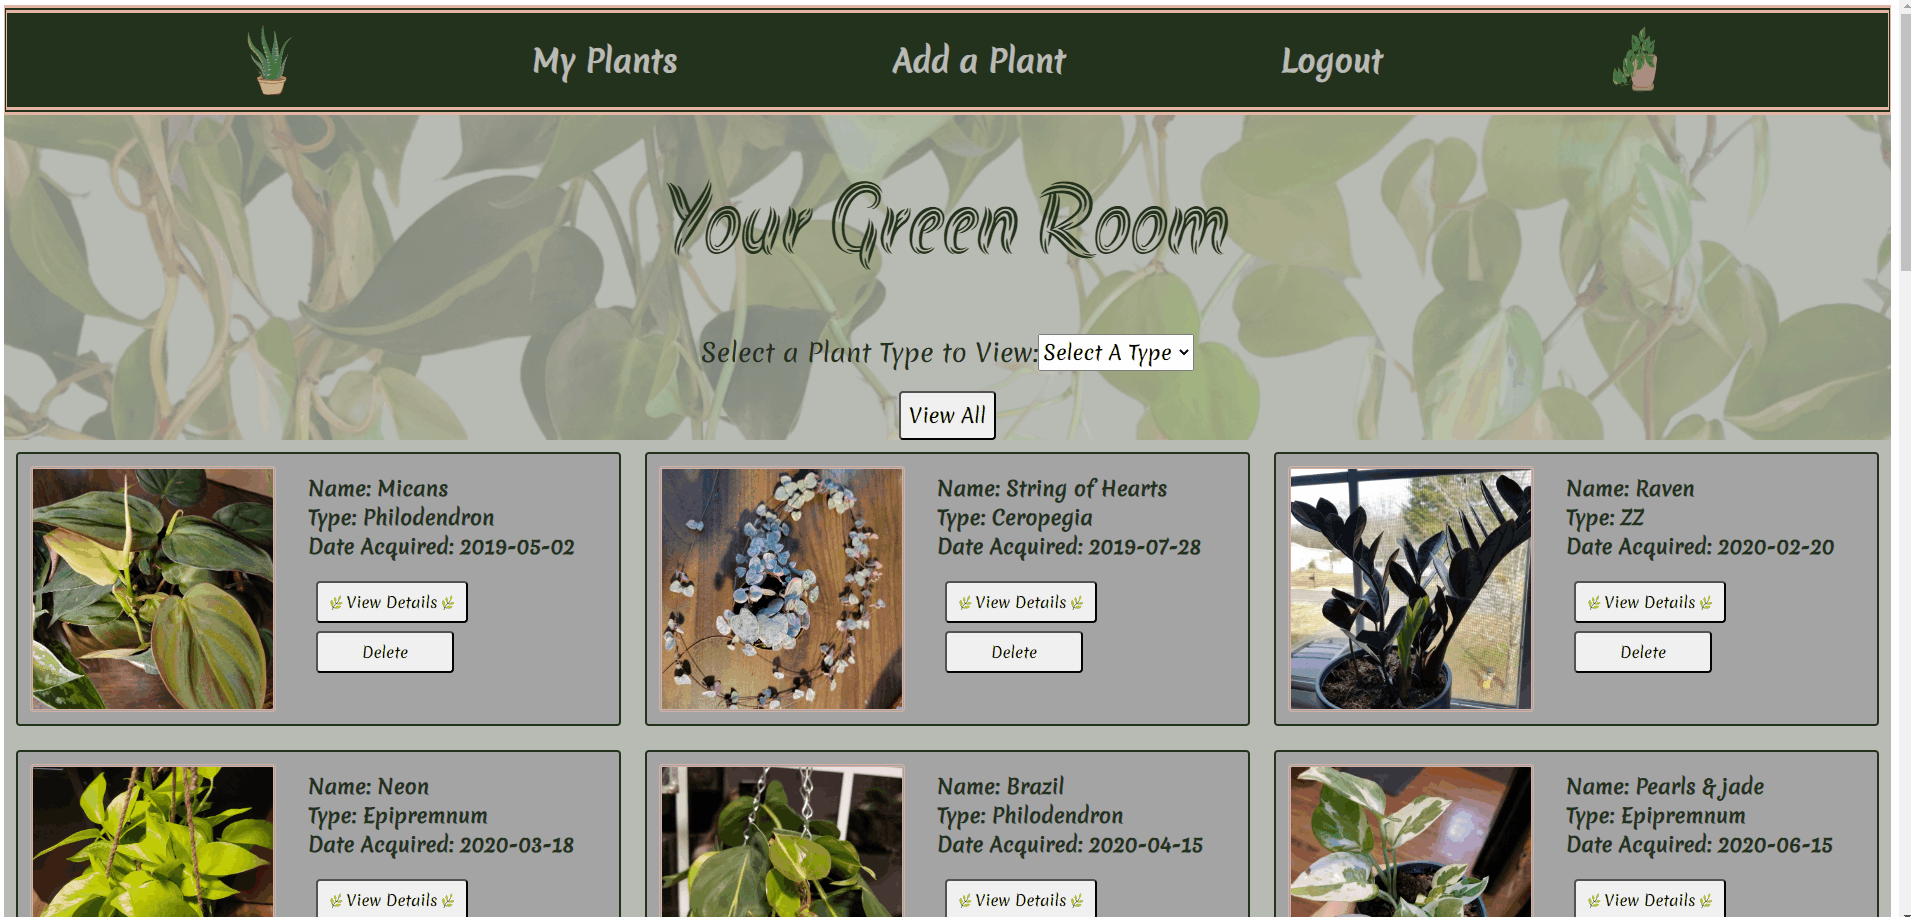 My Plants Add a Plant Logout
Your Green Room
Select a Plant Type to View: Select A Type
View All
Name: Micans
Type: Philodendron
Date Acquired: 2019-05-02
View Details
Delete
Name: String of Hearts
Type: Ceropegia
Date Acquired: 2019-07-28
View Details
Delete
Name: Raven
Type: ZZ
Date Acquired: 2020-02-20
View Details
Delete
Name: Neon
Type: Epipremnum
Date Acquired: 2020-03-18
View Details
Name: Brazil
Type: Philodendron
Date Acquired: 2020-04-15
View Details
Name: Pearls & jade
Type: Epipremnum
Date Acquired: 2020-06-15
View Details